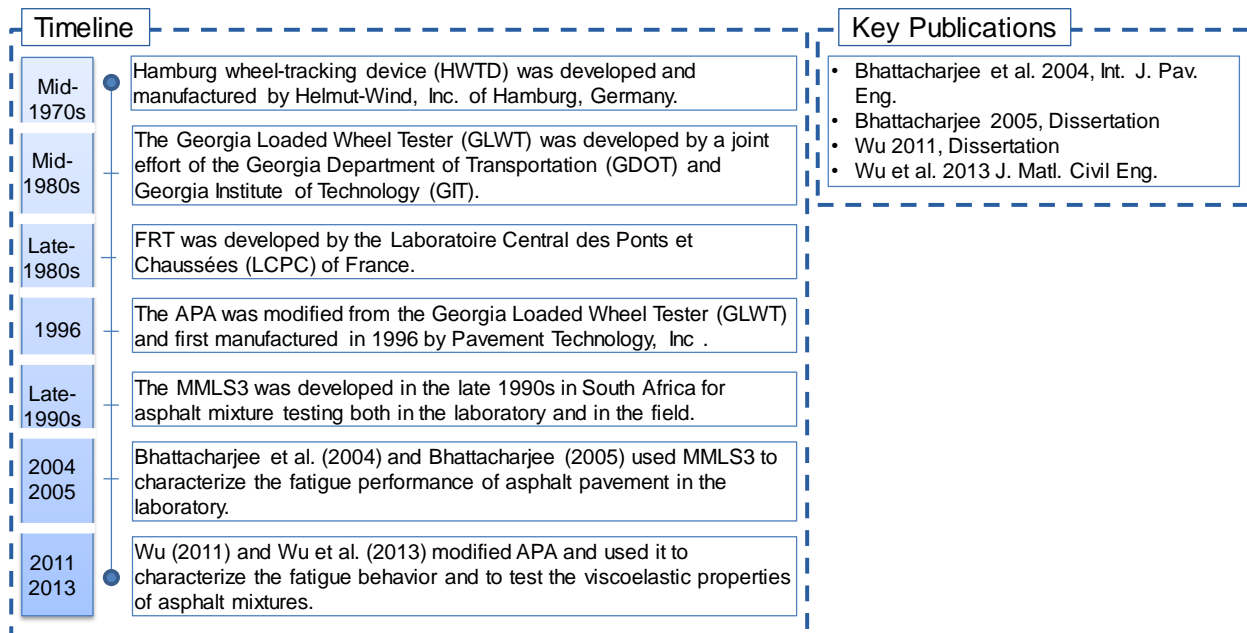 Timeline
Mid-
1970s
Hamburg wheel-tracking device (HWTD) was developed and
manufactured by Helmut-Wind, Inc. of Hamburg, Germany.
Mid-
1980s
The Georgia Loaded Wheel Tester (GLWT) was developed by a joint
effort of the Georgia Department of Transportation (GDOT) and
Georgia Institute of Technology (GIT).
Late-
1980s
FRT was developed by the Laboratoire Central des Ponts et
Chaussées (LCPC) of France.
1996
The APA was modified from the Georgia Loaded Wheel Tester (GLWT)
and first manufactured in 1996 by Pavement Technology, Inc .
Late-
1990s
The MMLS3 was developed in the late 1990s in South Africa for
asphalt mixture testing both in the laboratory and in the field.
2004
2005
Bhattacharjee et al. (2004) and Bhattacharjee (2005) used MMLS3 to
characterize the fatigue performance of asphalt pavement in the
laboratory.
2011
2013
Wu (2011) and Wu et al. (2013) modified APA and used it to
characterize the fatigue behavior and to test the viscoelastic properties
of asphalt mixtures.
Key Publications
• Bhattacharjee et al. 2004, Int. J. Pav.
Eng.
• Bhattacharjee 2005, Dissertation
• Wu 2011, Dissertation
• Wu et al. 2013 J. Matl. Civil Eng.